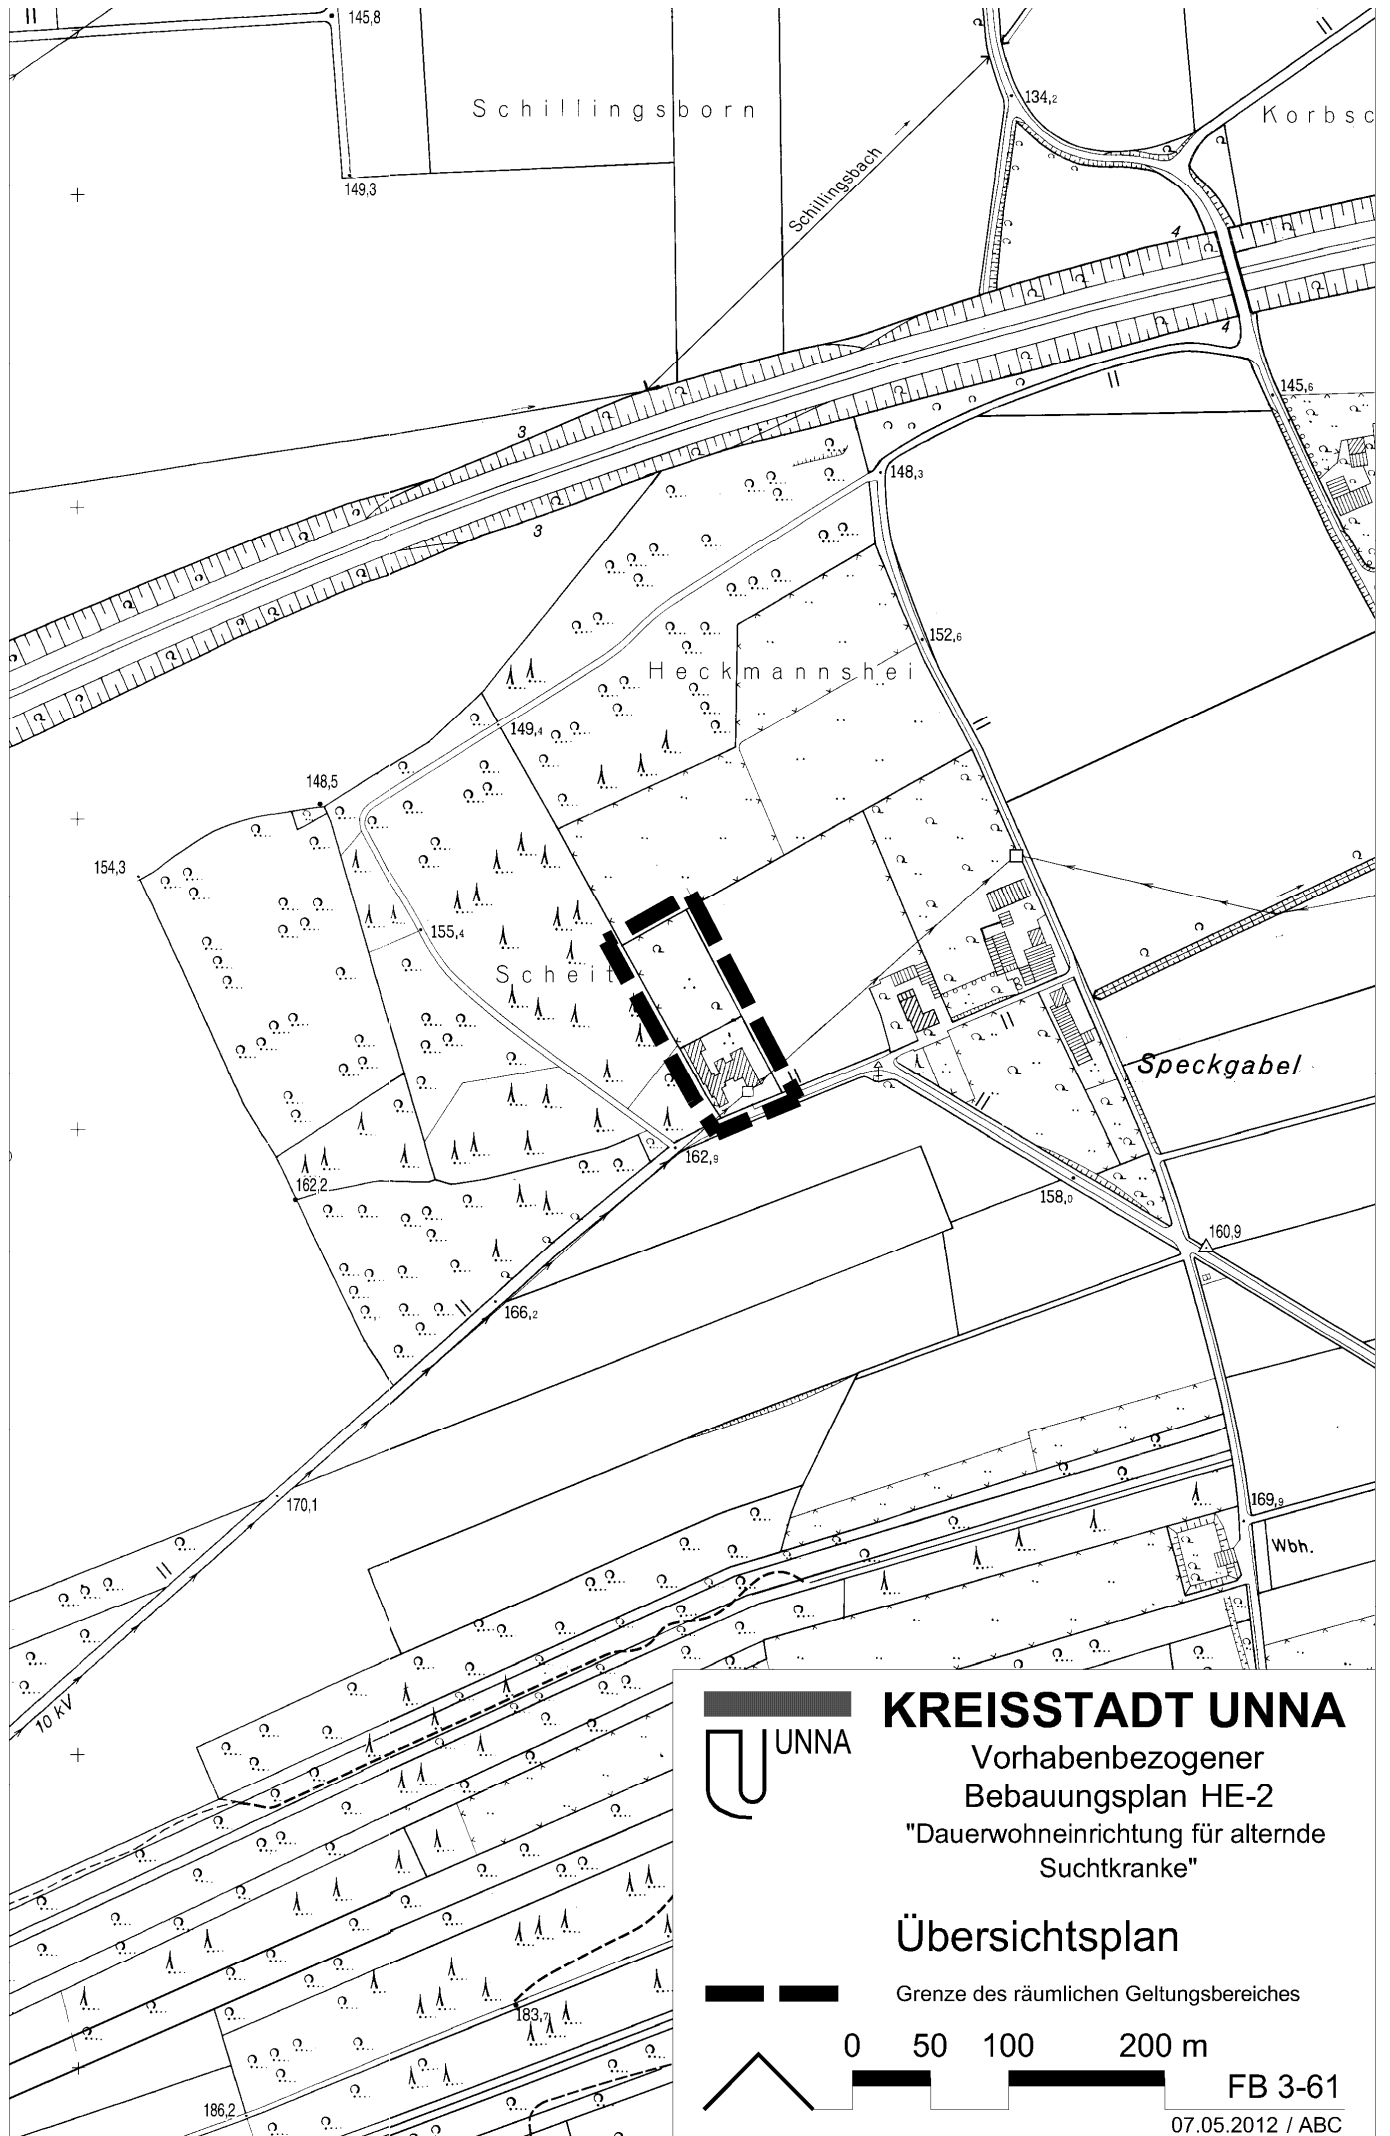 145,8
134,2
Schillingsborn
Korbsc
Schillingsbach
149,3
4
4
145,6
3
3
148,3
152,6
Heckmannshei
149,4
148,5
154,3
155,4
Scheit
Speckgabel
162,9
162,2
158,0
160,9
166,2
170,1
169,9
Wbh.
10 kV
183,7
186,2
UNNA
KREISSTADT UNNA
Vorhabenbezogener
Bebauungsplan HE-2
"Dauerwohneinrichtung für alternde
Suchtkranke"
Übersichtsplan
Grenze des räumlichen Geltungsbereiches
0 50 100 200 m
FB 3-61
07.05.2012 / ABC